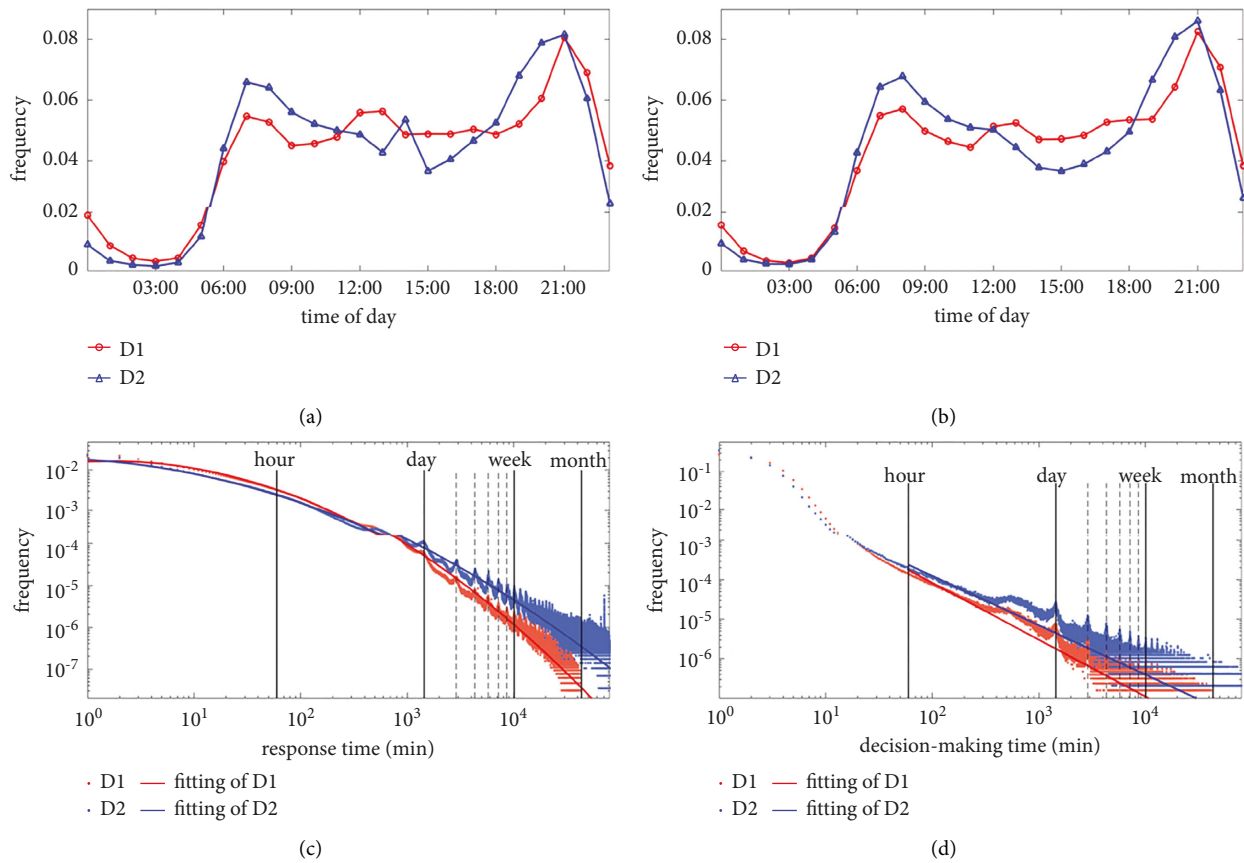 0.08
0.06
0.04
0.02
0
frequency
03:00 06:00 09:00 12:00 15:00 18:00 21:00
time of day
D1
D2
(a)
0.08
0.06
0.04
0.02
0
frequency
03:00 06:00 09:00 12:00 15:00 18:00 21:00
time of day
D1
D2
(b)
hour day week month
10^-2
10^-3
10^-4
10^-5
10^-6
10^-7
frequency
10^0 10^1 10^2 10^3 10^4
response time (min)
D1 fitting of D1
D2 fitting of D2
(c)
hour day week month
10^-1
10^-2
10^-3
10^-4
10^-5
10^-6
frequency
10^0 10^1 10^2 10^3 10^4
decision-making time (min)
D1 fitting of D1
D2 fitting of D2
(d)